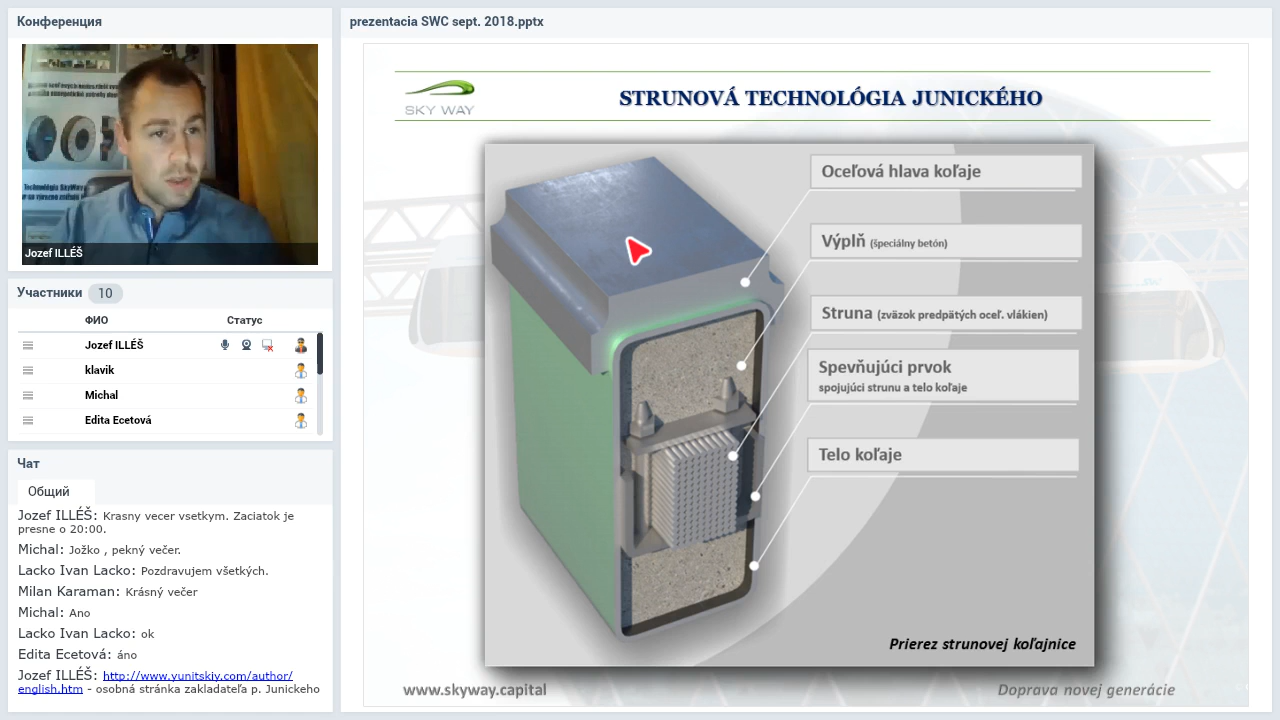 Конференция
Jozef ILLÉŠ
Участники 10
ФИО Статус
Jozef ILLÉŠ
klavik
Michal
Edita Ecetová
Чат
Общий
Jozef ILLÉŠ: Krasny vecer vsetkym. Zaciatok je
presne o 20:00.
Michal: Jožko , pekný večer.
Lacko Ivan Lacko: Pozdravujem všetkých.
Milan Karaman: Krásný večer
Michal: Ano
Lacko Ivan Lacko: ok
Edita Ecetová: áno
Jozef ILLÉŠ: http://www.yunitskiy.com/author/
english.htm - osobná stránka zakladateľa p. Junickeho
prezentacia SWC sept. 2018.pptx
SKY WAY
STRUNOVÁ TECHNOLÓGIA JUNICKÉHO
Oceľová hlava koľaje
Výplň (špeciálny betón)
Struna (zväzok predpätých oceľ. vlákien)
Spevňujúci prvok
spojujúci strunu a telo koľaje
Telo koľaje
Prierez strunovej koľajnice
www.skyway.capital
Doprava novej generácie